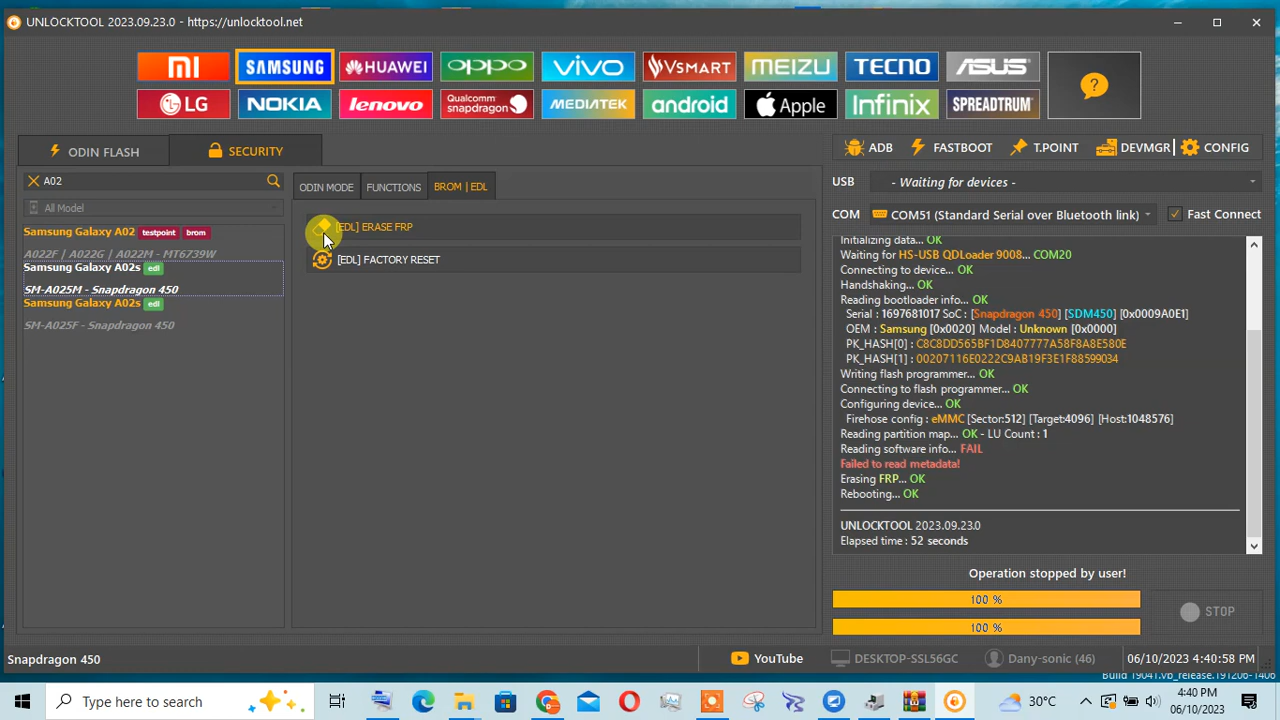 UNLOCKTOOL 2023.09.23.0 - https://unlocktool.net
MI SAMSUNG HUAWEI oppo vivo VSMART MEIZU TECNO ASUS ?
LG NOKIA lenovo Qualcomm snapdragon MEDIATEK android Apple Infinix SPREADTRUM
ODIN FLASH SECURITY
ADB FASTBOOT T.POINT DEVMGR CONFIG
A02
All Model
Samsung Galaxy A02 testpoint brom
A022F / A022G / A022M - MT6739W
Samsung Galaxy A02s edl
SM-A025M - Snapdragon 450
Samsung Galaxy A02s edl
SM-A025F - Snapdragon 450
ODIN MODE FUNCTIONS BROM | EDL
[EDL] ERASE FRP
[EDL] FACTORY RESET
USB - Waiting for devices -
COM COM51 (Standard Serial over Bluetooth link) Fast Connect
Initializing data... OK
Waiting for HS-USB QDLoader 9008... COM20
Connecting to device... OK
Handshaking... OK
Reading bootloader info... OK
Serial : 1697681017 SoC : [Snapdragon 450] [SDM450] [0x0009A0E1]
OEM : Samsung [0x0020] Model : Unknown [0x0000]
PK_HASH[0] : C8C8DD565BF1D8407777A58F8A8E580E
PK_HASH[1] : 00207116E0222C9AB19F3E1F88599034
Writing flash programmer... OK
Connecting to flash programmer... OK
Configuring device... OK
Firehose config : eMMC [Sector:512] [Target:4096] [Host:1048576]
Reading partition map... OK - LU Count : 1
Reading software info... FAIL
Failed to read metadata!
Erasing FRP... OK
Rebooting... OK
UNLOCKTOOL 2023.09.23.0
Elapsed time : 52 seconds
Operation stopped by user!
100 %
100 %
STOP
Snapdragon 450
YouTube DESKTOP-SSL56GC Dany-sonic (46) 06/10/2023 4:40:58 PM
Build 19041.vb_release.191206-1406
Type here to search
30°C
4:40 PM
06/10/2023